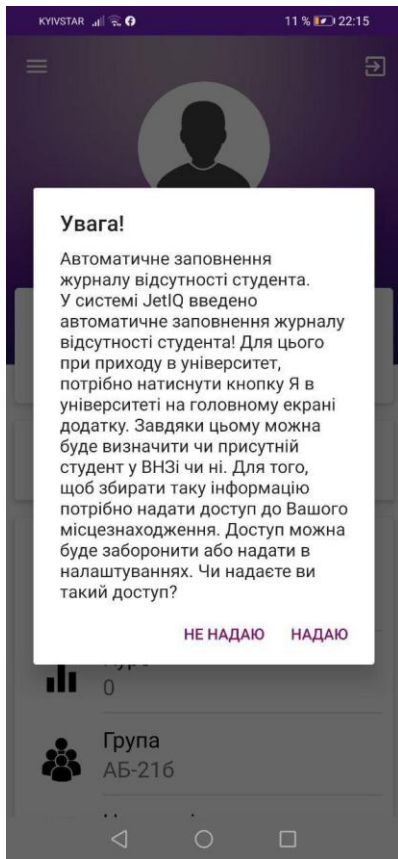 KYIVSTAR
11 % 22:15
Увага!
Автоматичне заповнення
журналу відсутності студента.
У системі JetIQ введено
автоматичне заповнення журналу
відсутності студента! Для цього
при приходу в університет,
потрібно натиснути кнопку Я в
університеті на головному екрані
додатку. Завдяки цьому можна
буде визначити чи присутній
студент у ВНЗі чи ні. Для того,
щоб збирати таку інформацію
потрібно надати доступ до Вашого
місцезнаходження. Доступ можна
буде заборонити або надати в
налаштуваннях. Чи надаєте ви
такий доступ?
НЕ НАДАЮ НАДАЮ
0
Група
АБ-21б